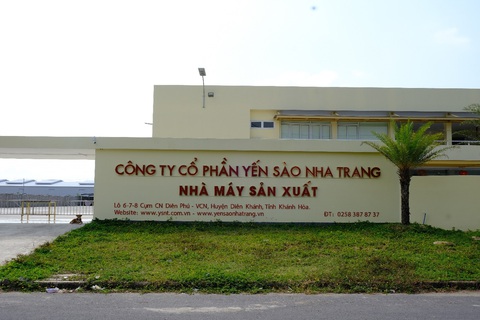 CÔNG TY CỔ PHẦN YẾN SÀO NHA TRANG
NHÀ MÁY SẢN XUẤT
Lô 6-7-8 Cụm CN Diên Phú - VCN, Huyện Diên Khánh, Tỉnh Khánh Hòa.
Website: www.ysnt.com.vn - www.yensaonhatrang.vn ĐT: 0258 387 87 37